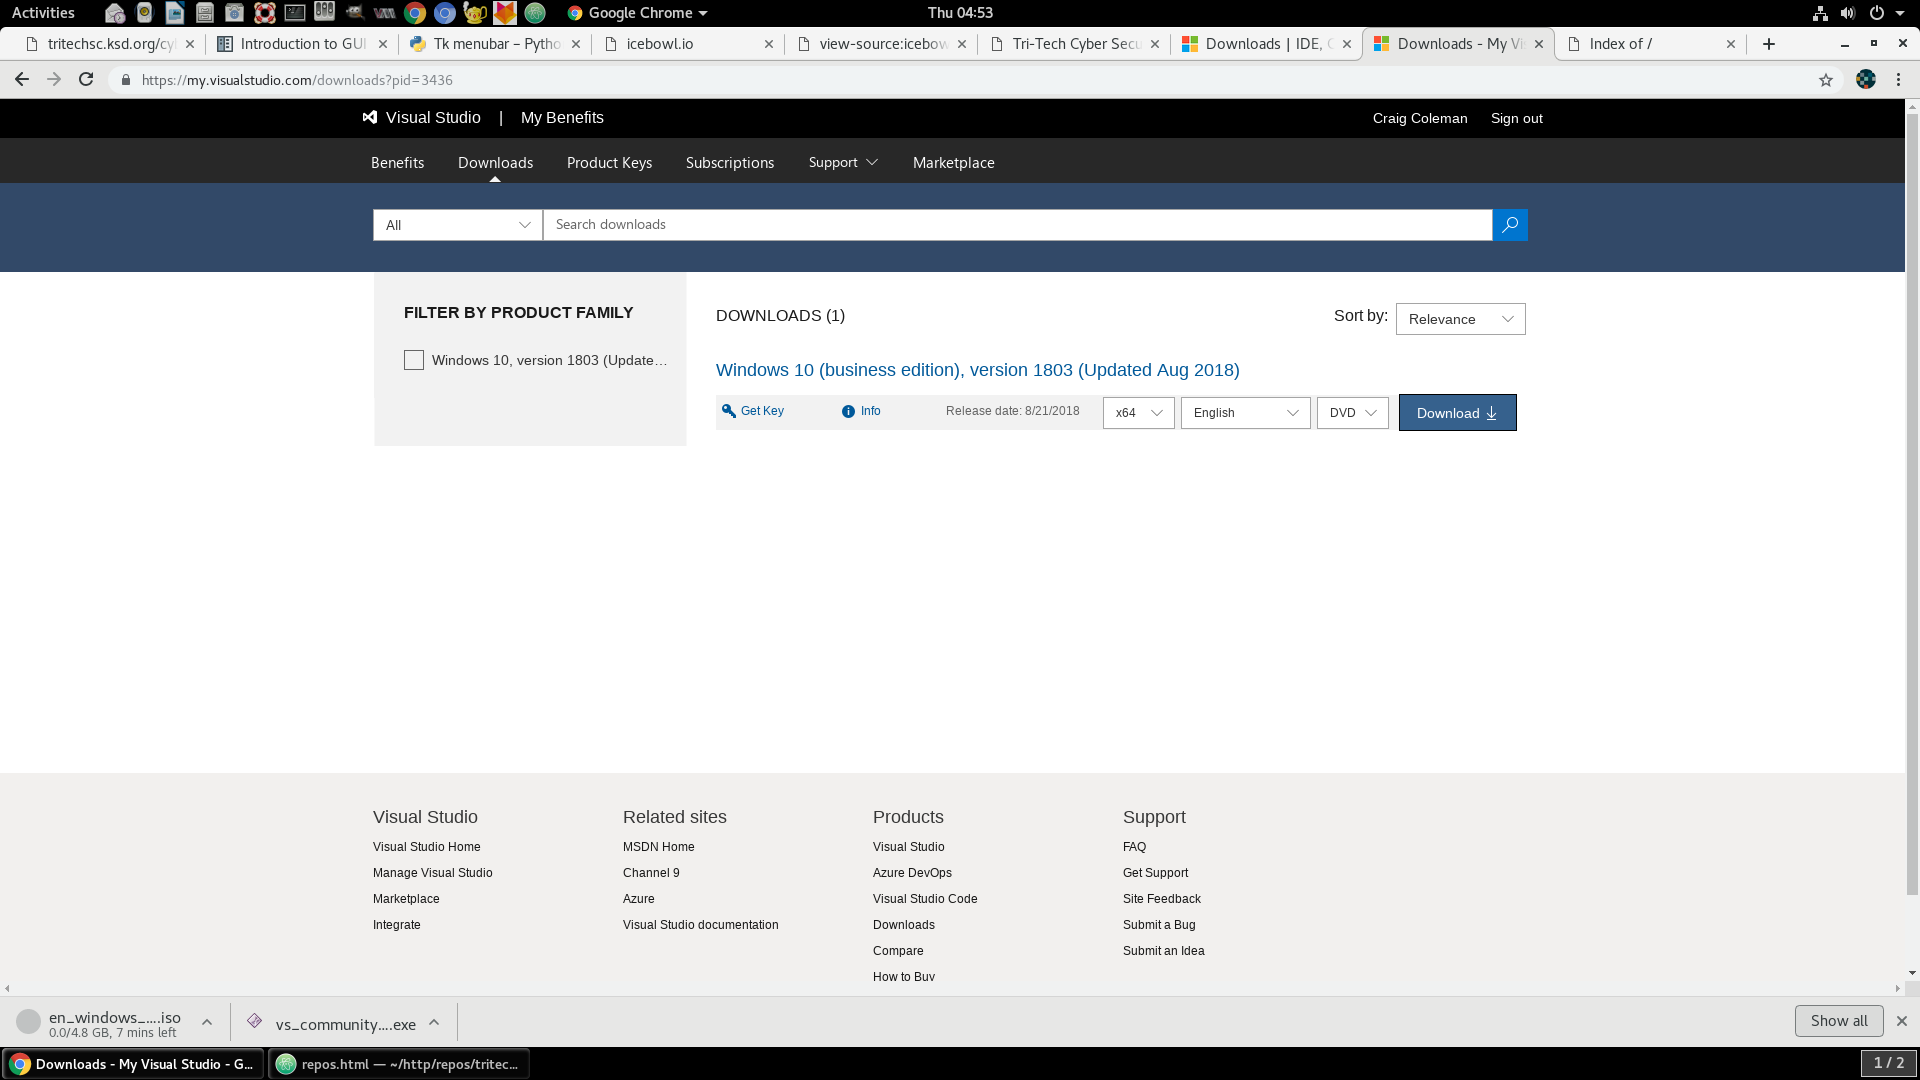 Activities
Google Chrome
Thu 04:53
tritechsc.ksd.org/cy
Introduction to GUI
Tk menubar – Pytho
icebowl.io
view-source:icebow
Tri-Tech Cyber Secu
Downloads | IDE, C
Downloads - My Vi
Index of /
https://my.visualstudio.com/downloads?pid=3436
Visual Studio | My Benefits
Craig Coleman
Sign out
Benefits
Downloads
Product Keys
Subscriptions
Support
Marketplace
All
Search downloads
FILTER BY PRODUCT FAMILY
Windows 10, version 1803 (Update…
DOWNLOADS (1)
Sort by:
Relevance
Windows 10 (business edition), version 1803 (Updated Aug 2018)
Get Key
Info
Release date: 8/21/2018
x64
English
DVD
Download
Visual Studio
Visual Studio Home
Manage Visual Studio
Marketplace
Integrate
Related sites
MSDN Home
Channel 9
Azure
Visual Studio documentation
Products
Visual Studio
Azure DevOps
Visual Studio Code
Downloads
Compare
How to Buy
Support
FAQ
Get Support
Site Feedback
Submit a Bug
Submit an Idea
en_windows_....iso
0.0/4.8 GB, 7 mins left
vs_community....exe
Show all
Downloads - My Visual Studio - G...
repos.html — ~/http/repos/tritec...
1 / 2